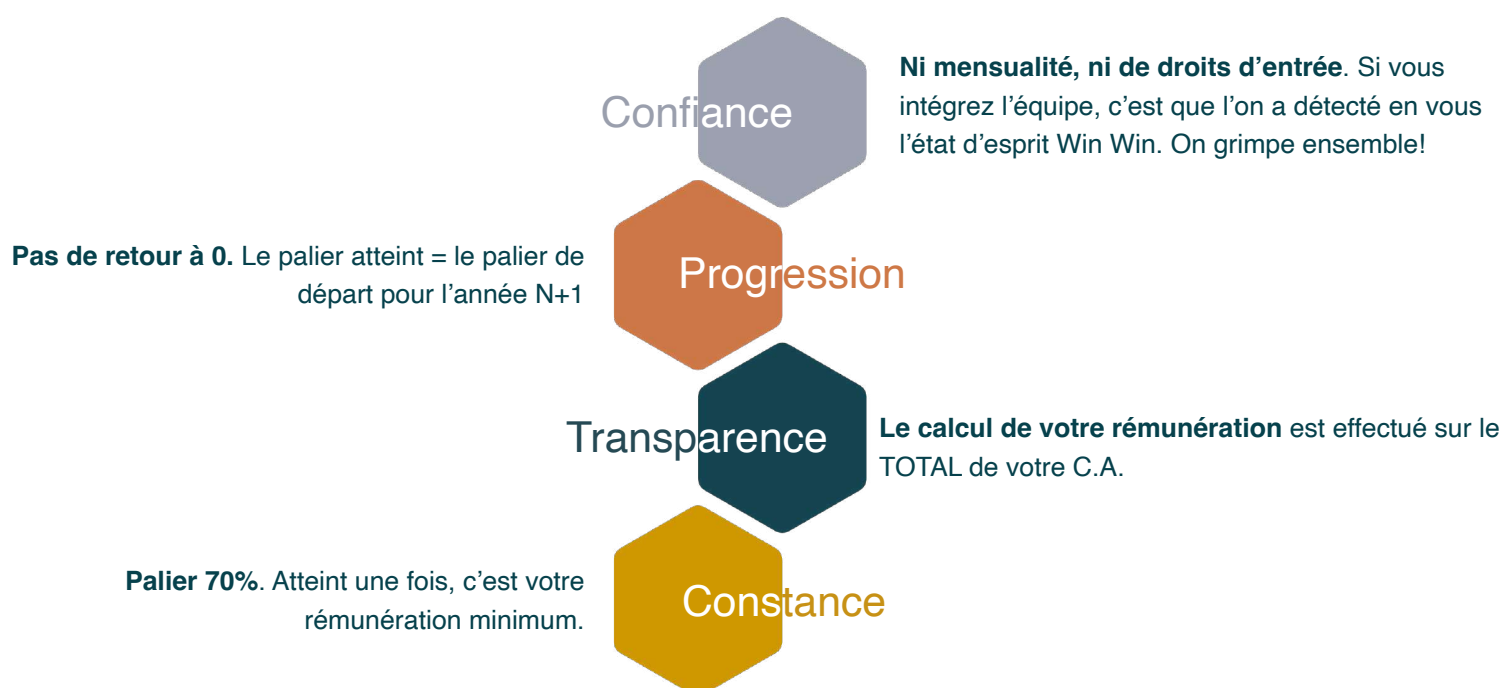 Confiance
Ni mensualité, ni de droits d’entrée. Si vous
intégrez l’équipe, c’est que l’on a détecté en vous
l’état d’esprit Win Win. On grimpe ensemble!
Pas de retour à 0. Le palier atteint = le palier de
départ pour l’année N+1
Progression
Transparence
Le calcul de votre rémunération est effectué sur le
TOTAL de votre C.A.
Palier 70%. Atteint une fois, c’est votre
rémunération minimum.
Constance